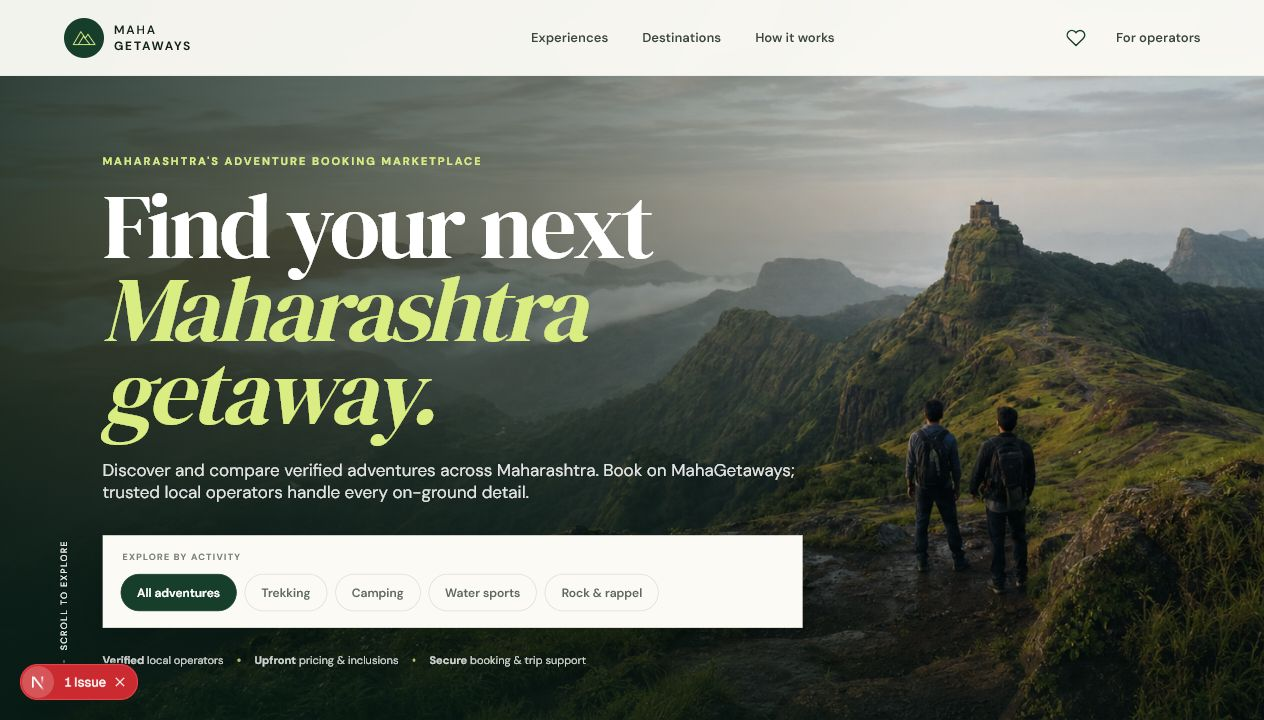 MAHA
GETAWAYS
Experiences
Destinations
How it works
For operators
MAHARASHTRA'S ADVENTURE BOOKING MARKETPLACE
Find your next
Maharashtra
getaway.
Discover and compare verified adventures across Maharashtra. Book on MahaGetaways;
trusted local operators handle every on-ground detail.
EXPLORE BY ACTIVITY
All adventures
Trekking
Camping
Water sports
Rock & rappel
SCROLL TO EXPLORE
Verified local operators • Upfront pricing & inclusions • Secure booking & trip support
N
1 Issue